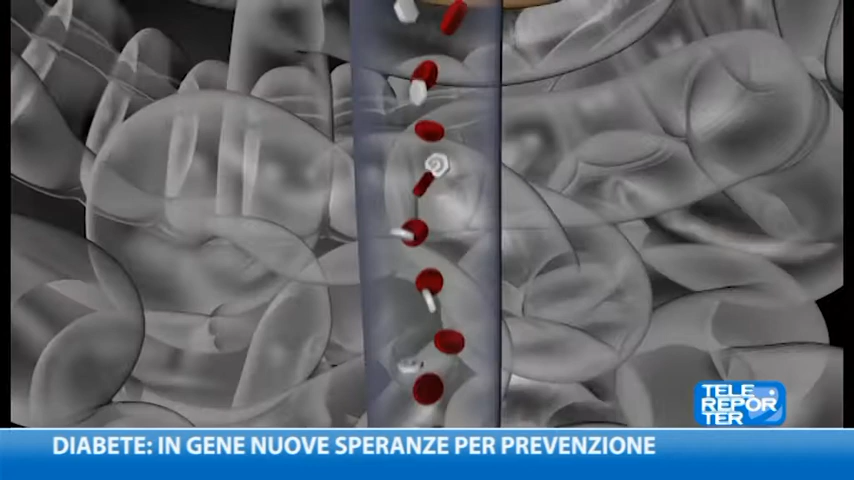 TELE
REPOR
TER
DIABETE: IN GENE NUOVE SPERANZE PER PREVENZIONE